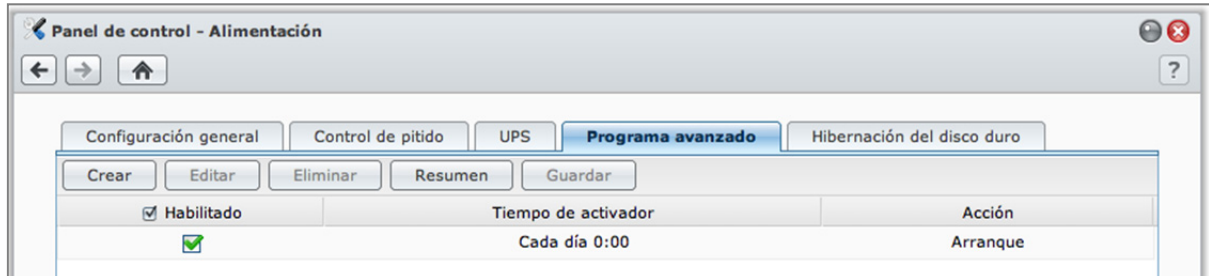 Panel de control - Alimentación
?
Configuración general Control de pitido UPS Programa avanzado Hibernación del disco duro
Crear Editar Eliminar Resumen Guardar
Habilitado Tiempo de activador Acción
Cada día 0:00 Arranque